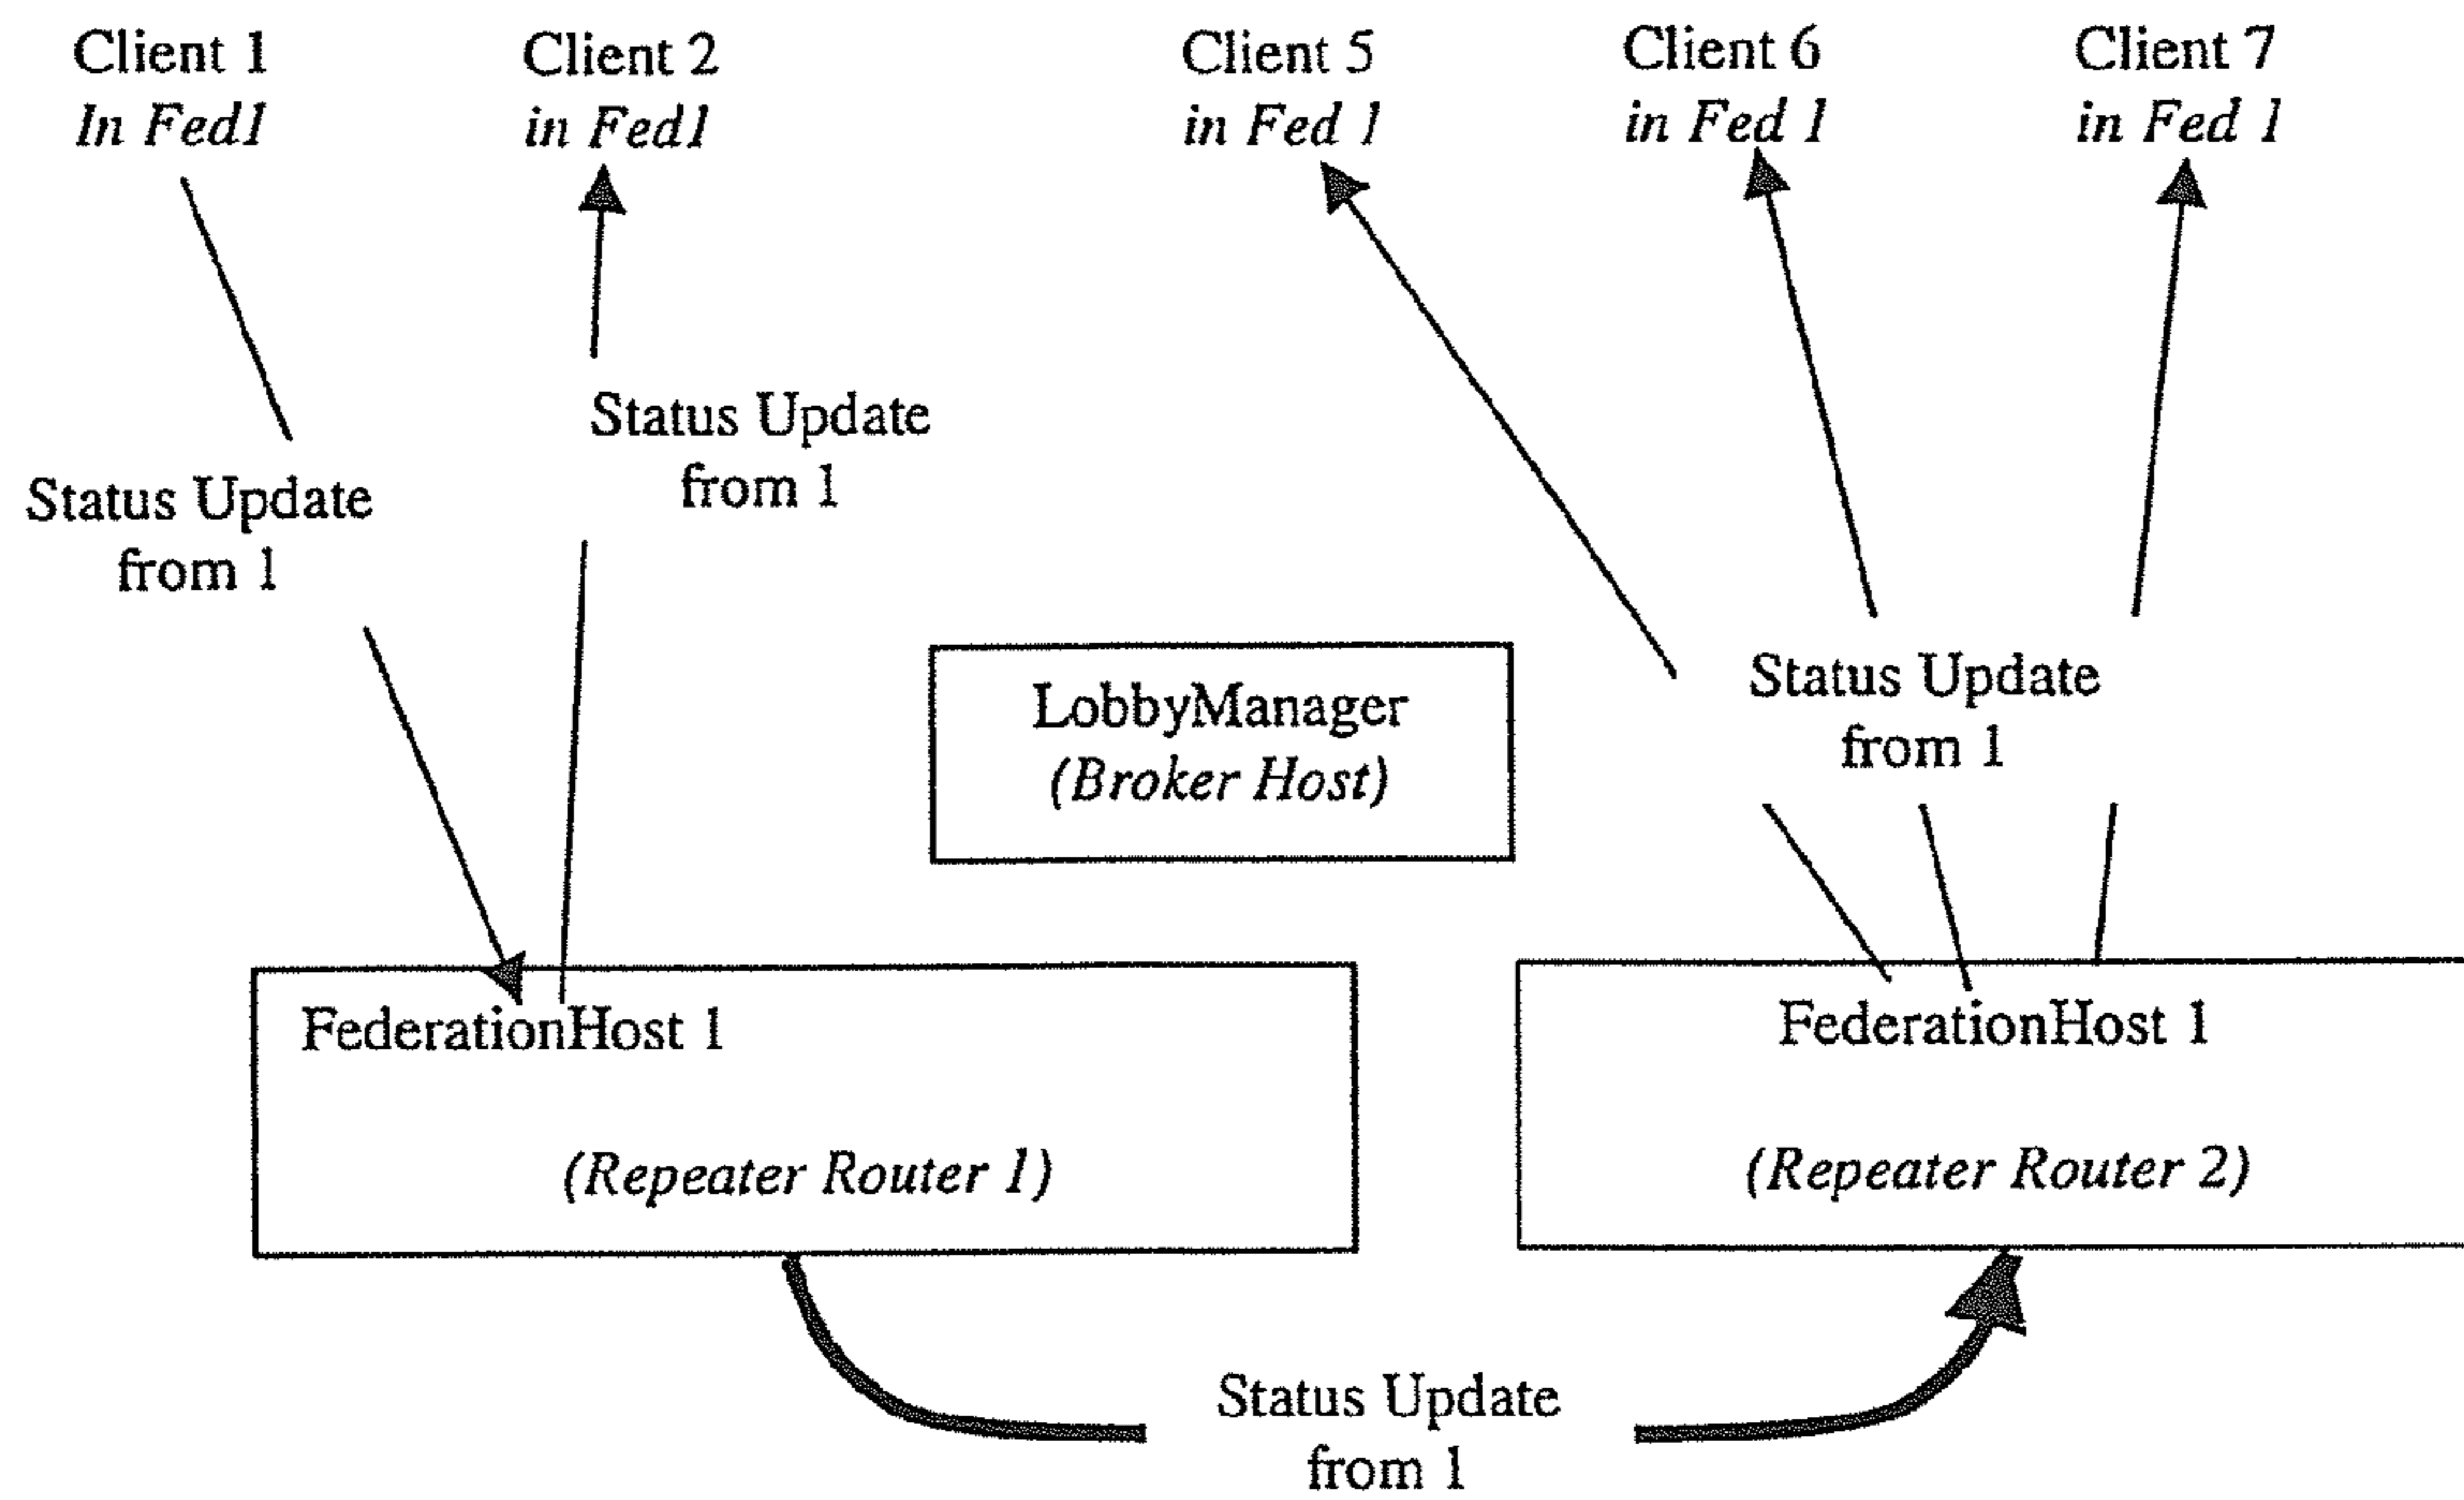 Client 1
In Fed1
Client 2
in Fed1
Client 5
in Fed 1
Client 6
in Fed 1
Client 7
in Fed 1
Status Update
from 1
Status Update
from 1
LobbyManager
(Broker Host)
Status Update
from 1
FederationHost 1
(Repeater Router 1)
FederationHost 1
(Repeater Router 2)
Status Update
from 1